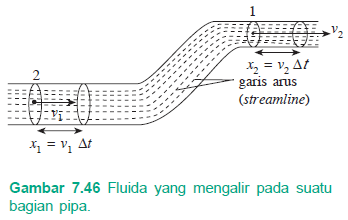 1
v₂
x₂ = v₂ Δt
garis arus
(streamline)
2
v₁
x₁ = v₁ Δt
Gambar 7.46 Fluida yang mengalir pada suatu
bagian pipa.